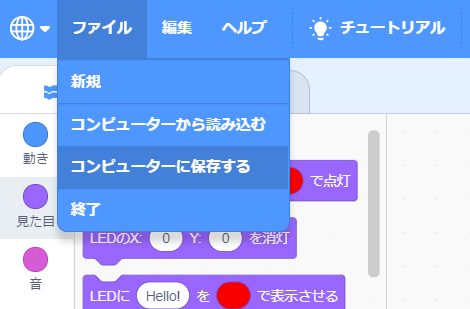 ファイル 編集 ヘルプ チュートリアル
新規
コンピューターから読み込む
コンピューターに保存する
終了
動き
見た目
音
で点灯
LEDのX: 0 Y: 0 を消灯
LEDに Hello! を で表示させる